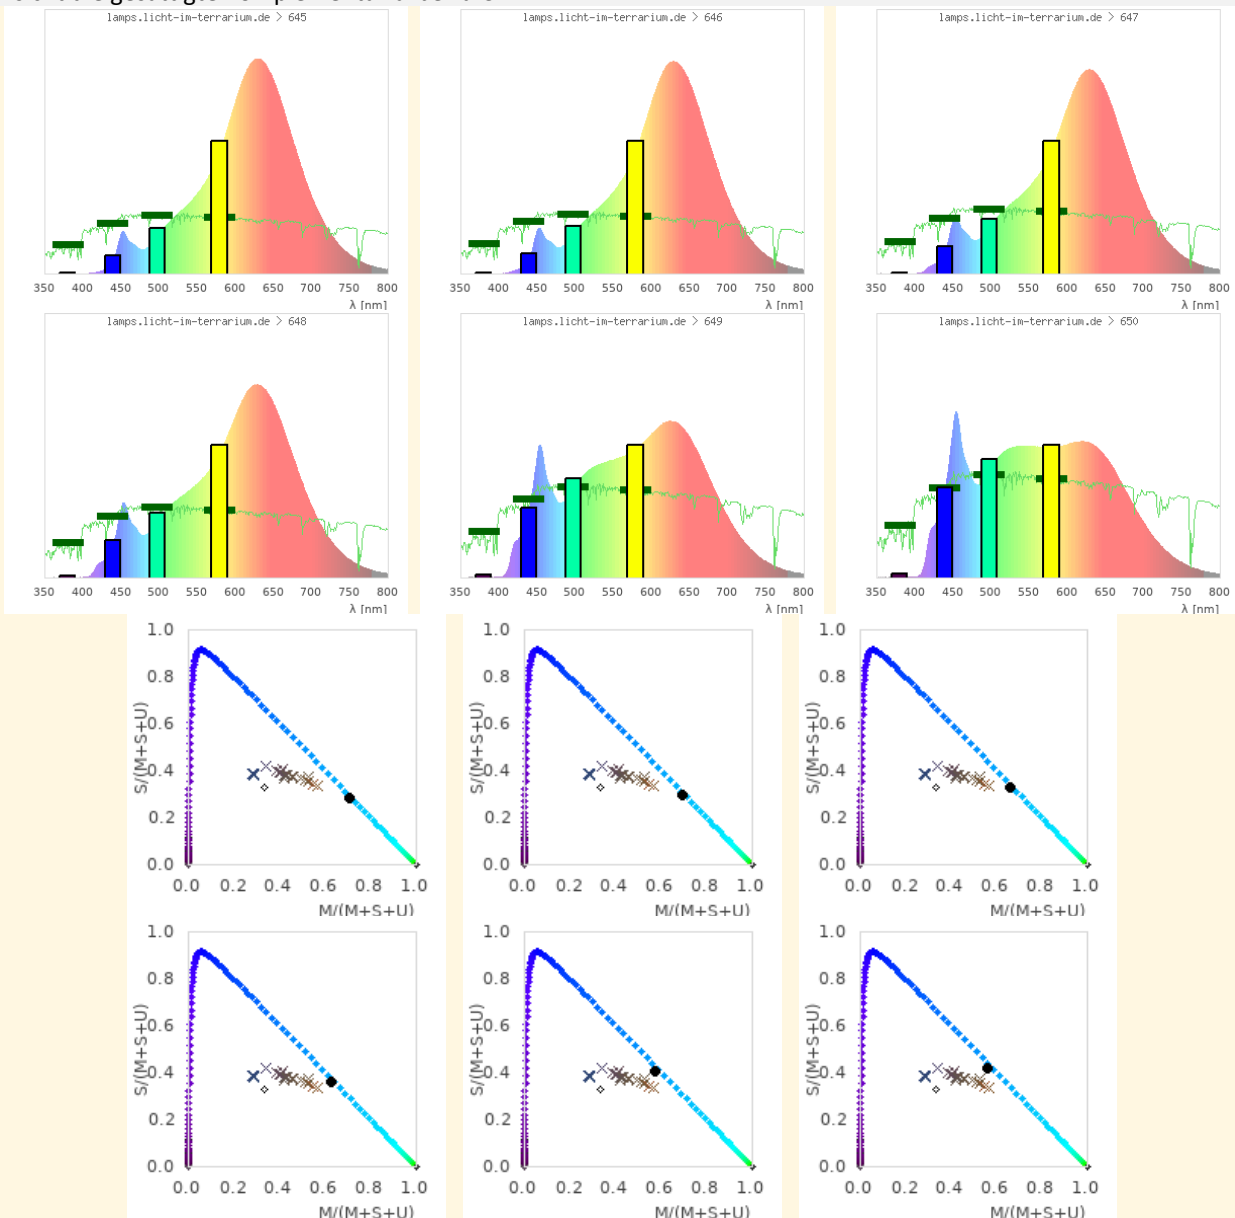 lamps.licht-im-terrarium.de > 645
lamps.licht-im-terrarium.de > 646
lamps.licht-im-terrarium.de > 647
350 400 450 500 550 600 650 700 750 800
λ [nm]
350 400 450 500 550 600 650 700 750 800
λ [nm]
350 400 450 500 550 600 650 700 750 800
λ [nm]
lamps.licht-im-terrarium.de > 648
lamps.licht-im-terrarium.de > 649
lamps.licht-im-terrarium.de > 650
350 400 450 500 550 600 650 700 750 800
λ [nm]
350 400 450 500 550 600 650 700 750 800
λ [nm]
350 400 450 500 550 600 650 700 750 800
λ [nm]
1.0
0.8
0.6
0.4
0.2
0.0
S/(M+S+U)
0.0 0.2 0.4 0.6 0.8 1.0
M/(M+S+U)
1.0
0.8
0.6
0.4
0.2
0.0
S/(M+S+U)
0.0 0.2 0.4 0.6 0.8 1.0
M/(M+S+U)
1.0
0.8
0.6
0.4
0.2
0.0
S/(M+S+U)
0.0 0.2 0.4 0.6 0.8 1.0
M/(M+S+U)
1.0
0.8
0.6
0.4
0.2
0.0
S/(M+S+U)
0.0 0.2 0.4 0.6 0.8 1.0
M/(M+S+U)
1.0
0.8
0.6
0.4
0.2
0.0
S/(M+S+U)
0.0 0.2 0.4 0.6 0.8 1.0
M/(M+S+U)
1.0
0.8
0.6
0.4
0.2
0.0
S/(M+S+U)
0.0 0.2 0.4 0.6 0.8 1.0
M/(M+S+U)